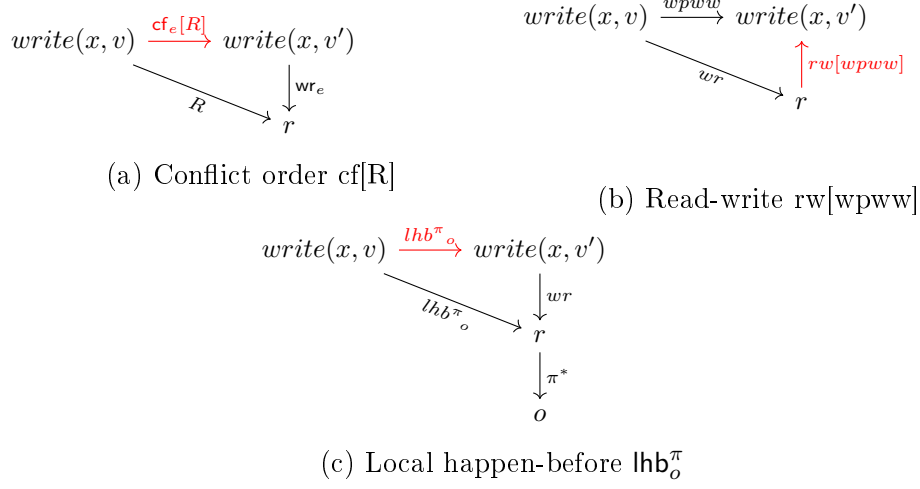 write(x, v) cf_e[R] write(x, v′)
R
wr_e
r
(a) Conflict order cf[R]
write(x, v) wpww write(x, v′)
wr
rw[wpww]
r
(b) Read-write rw[wpww]
write(x, v) lhb^π_o write(x, v′)
lhb^π_o
wr
r
π*
o
(c) Local happen-before lhb^π_o